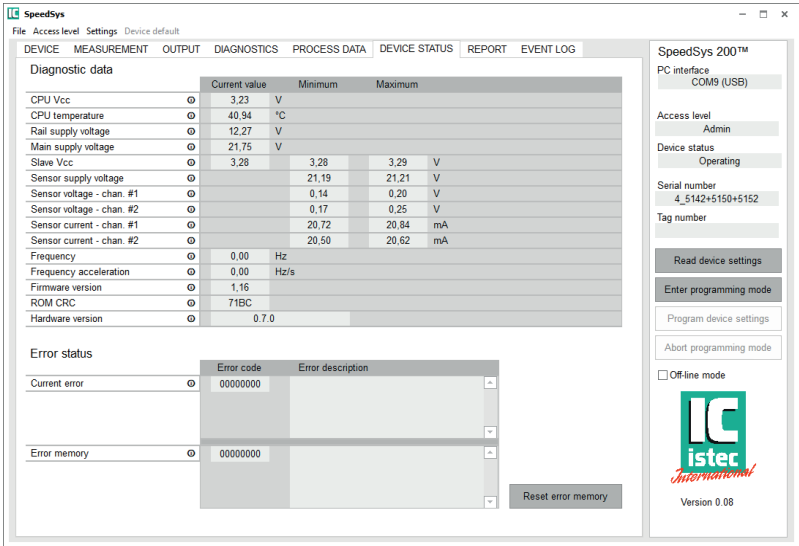 SpeedSys
File Access level Settings Device default
DEVICE MEASUREMENT OUTPUT DIAGNOSTICS PROCESS DATA DEVICE STATUS REPORT EVENT LOG
Diagnostic data
Current value Minimum Maximum
CPU Vcc 3,23 V
CPU temperature 40,94 °C
Rail supply voltage 12,27 V
Main supply voltage 21,75 V
Slave Vcc 3,28 3,28 3,29 V
Sensor supply voltage 21,19 21,21 V
Sensor voltage - chan. #1 0,14 0,20 V
Sensor voltage - chan. #2 0,17 0,25 V
Sensor current - chan. #1 20,72 20,84 mA
Sensor current - chan. #2 20,50 20,62 mA
Frequency 0,00 Hz
Frequency acceleration 0,00 Hz/s
Firmware version 1,16
ROM CRC 71BC
Hardware version 0.7.0
Error status
Error code Error description
Current error 00000000
Error memory 00000000
Reset error memory
SpeedSys 200™
PC interface
COM9 (USB)
Access level
Admin
Device status
Operating
Serial number
4_5142+5150+5152
Tag number
Read device settings
Enter programming mode
Program device settings
Abort programming mode
Off-line mode
IC
istec
International
Version 0.08